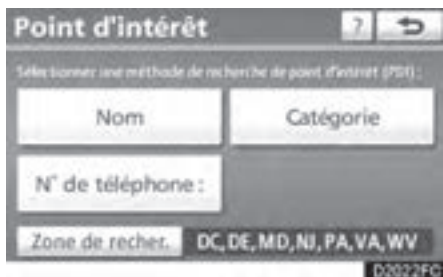 Point d'intérêt ?
Sélectionner une méthode de recherche de point d'intérêt (PDI) :
Nom Catégorie
N° de téléphone :
Zone de recher. DC, DE, MD, NJ, PA, VA, WV
D2022FC